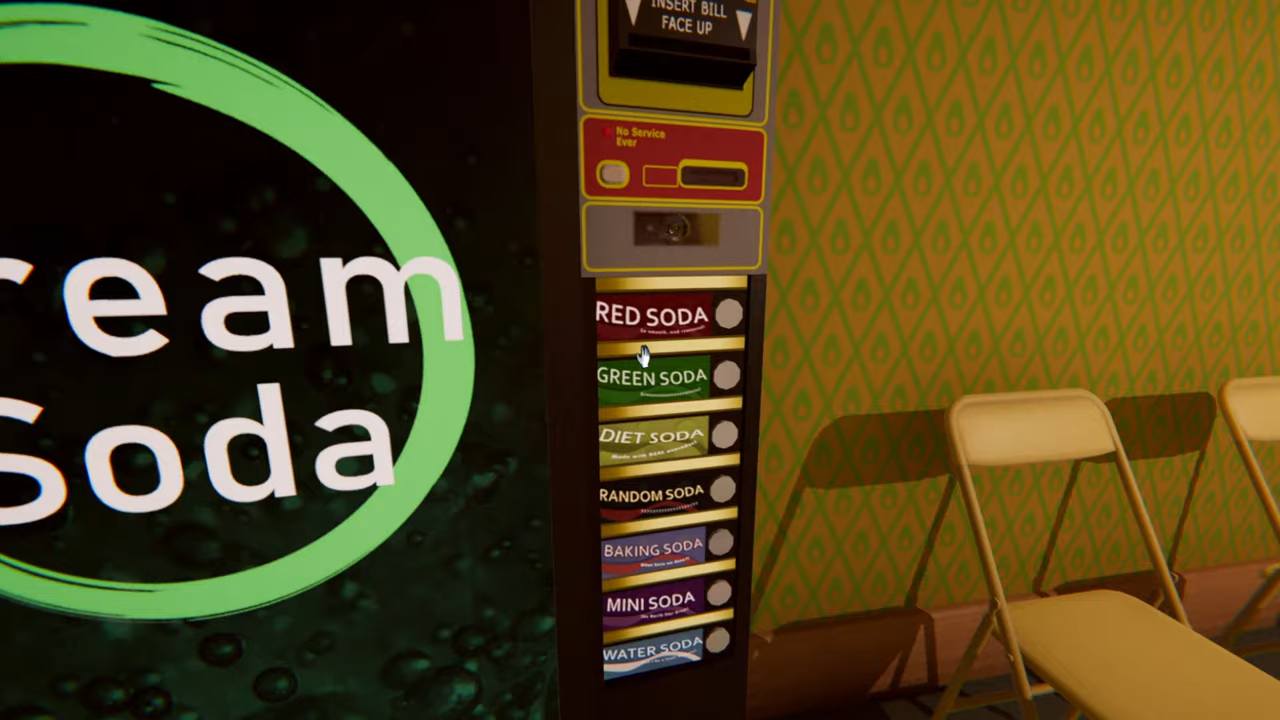 INSERT BILL
FACE UP
No Service
Ever
ream
Soda
RED SODA
GREEN SODA
DIET SODA
RANDOM SODA
BAKING SODA
MINI SODA
WATER SODA